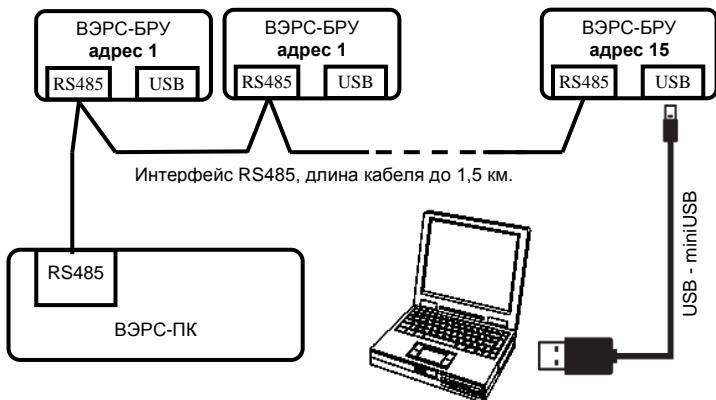 ВЭРС-БРУ
адрес 1
RS485
USB
ВЭРС-БРУ
адрес 1
RS485
USB
ВЭРС-БРУ
адрес 15
RS485
USB
Интерфейс RS485, длина кабеля до 1,5 км.
USB - miniUSB
RS485
ВЭРС-ПК